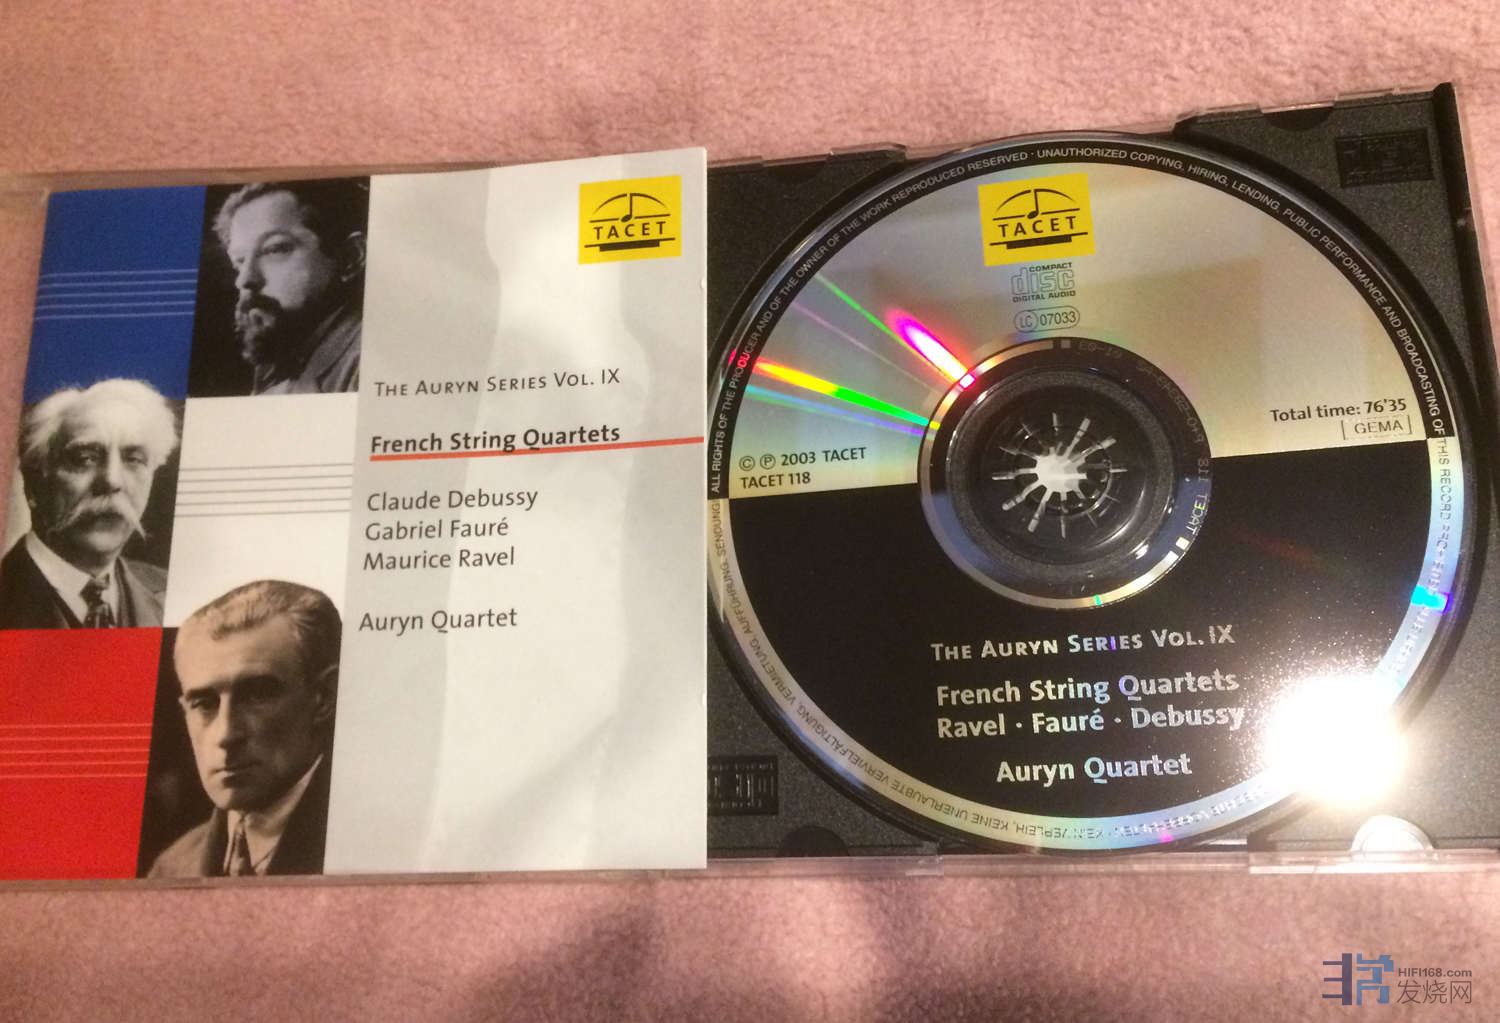 TACET
THE AURYN SERIES VOL. IX
French String Quartets
Claude Debussy
Gabriel Fauré
Maurice Ravel
Auryn Quartet
ALL RIGHTS OF THE PRODUCER AND OF THE OWNER OF THE WORK REPRODUCED RESERVED · UNAUTHORIZED COPYING, HIRING, LENDING, PUBLIC PERFORMANCE AND BROADCASTING OF THIS RECORD
TACET
COMPACT
disc
DIGITAL AUDIO
LC 07033
Total time: 76'35
GEMA
© ℗ 2003 TACET
TACET 118
TACET 118
THE AURYN SERIES VOL. IX
French String Quartets
Ravel · Fauré · Debussy
Auryn Quartet
KEIN VERLEIH, KEINE UNERLAUBTE VERVIELFÄLTIGUNG, VERMIETUNG, AUFFÜHRUNG, SENDUNG
HIFI168.com
发烧网